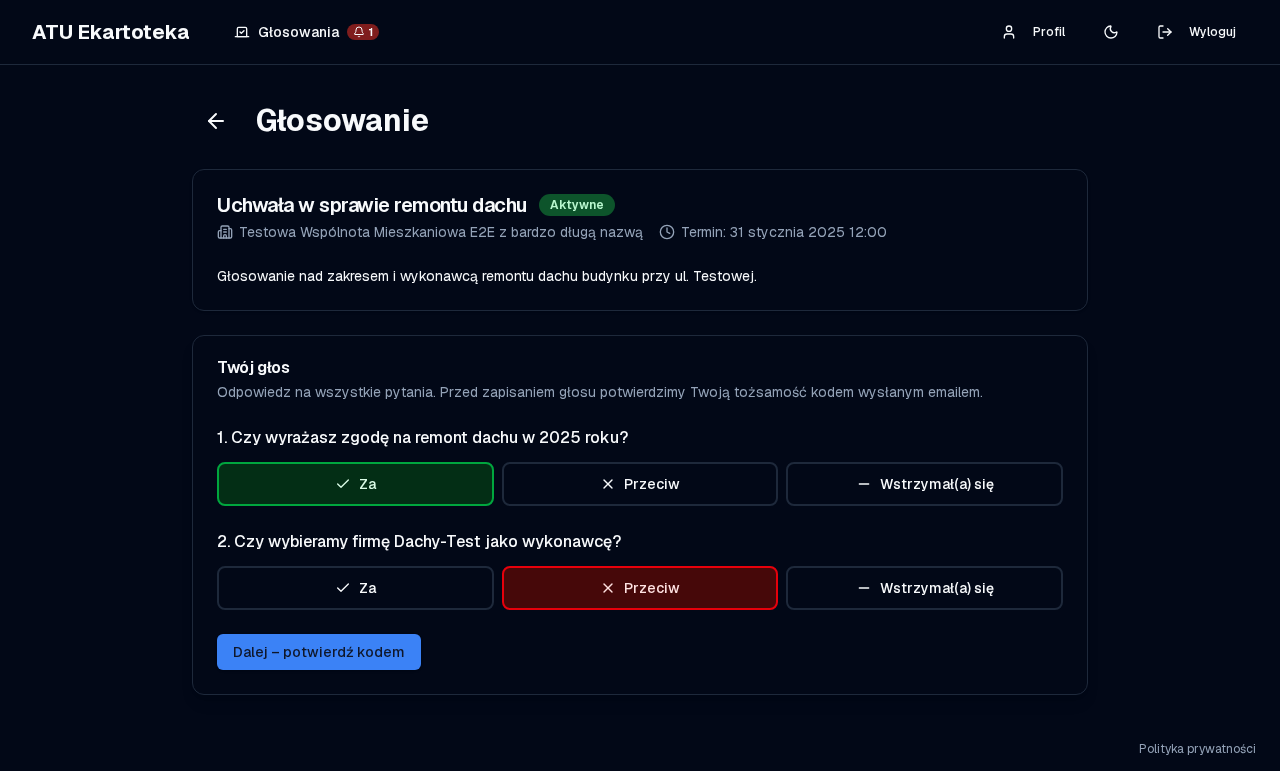 ATU Ekartoteka
Głosowania 1
Profil
Wyloguj
Głosowanie
Uchwała w sprawie remontu dachu Aktywne
Testowa Wspólnota Mieszkaniowa E2E z bardzo długą nazwą Termin: 31 stycznia 2025 12:00
Głosowanie nad zakresem i wykonawcą remontu dachu budynku przy ul. Testowej.
Twój głos
Odpowiedz na wszystkie pytania. Przed zapisaniem głosu potwierdzimy Twoją tożsamość kodem wysłanym emailem.
1. Czy wyrażasz zgodę na remont dachu w 2025 roku?
Za Przeciw Wstrzymał(a) się
2. Czy wybieramy firmę Dachy-Test jako wykonawcę?
Za Przeciw Wstrzymał(a) się
Dalej – potwierdź kodem
Polityka prywatności